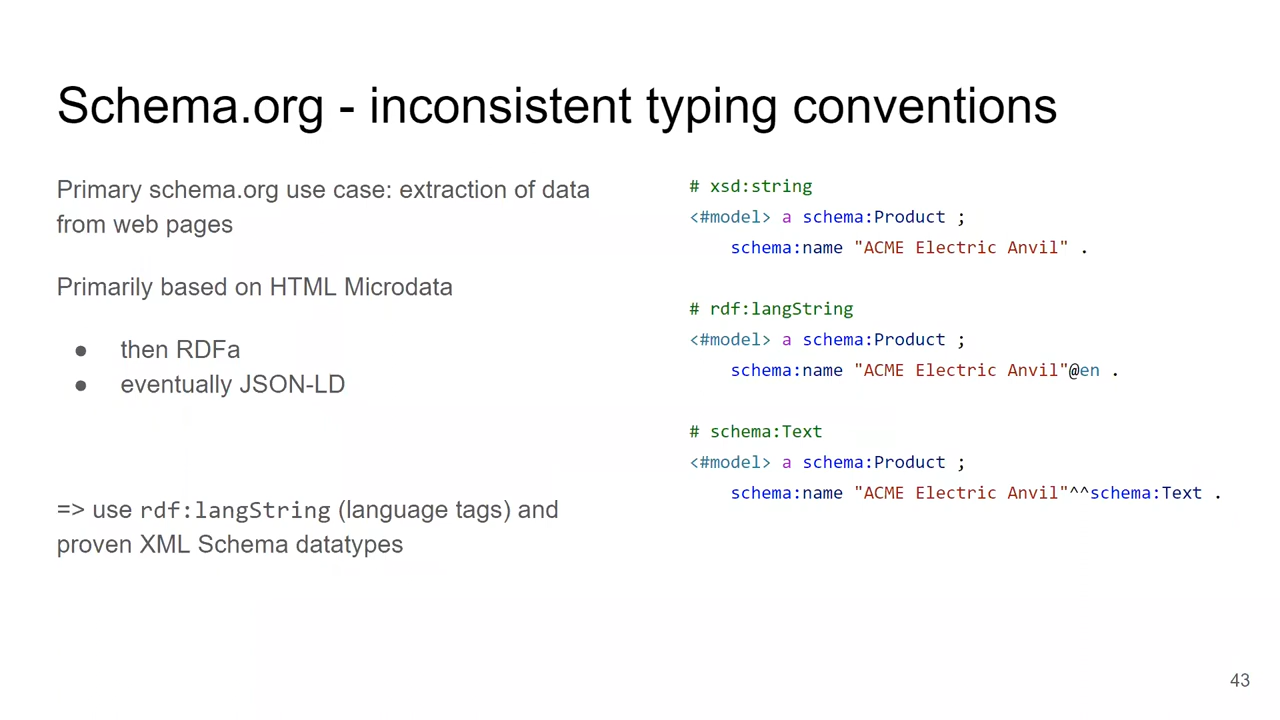 Schema.org - inconsistent typing conventions
Primary schema.org use case: extraction of data
from web pages
Primarily based on HTML Microdata
● then RDFa
● eventually JSON-LD
=> use rdf:langString (language tags) and
proven XML Schema datatypes
# xsd:string
<#model> a schema:Product ;
    schema:name "ACME Electric Anvil" .
# rdf:langString
<#model> a schema:Product ;
    schema:name "ACME Electric Anvil"@en .
# schema:Text
<#model> a schema:Product ;
    schema:name "ACME Electric Anvil"^^schema:Text .
43